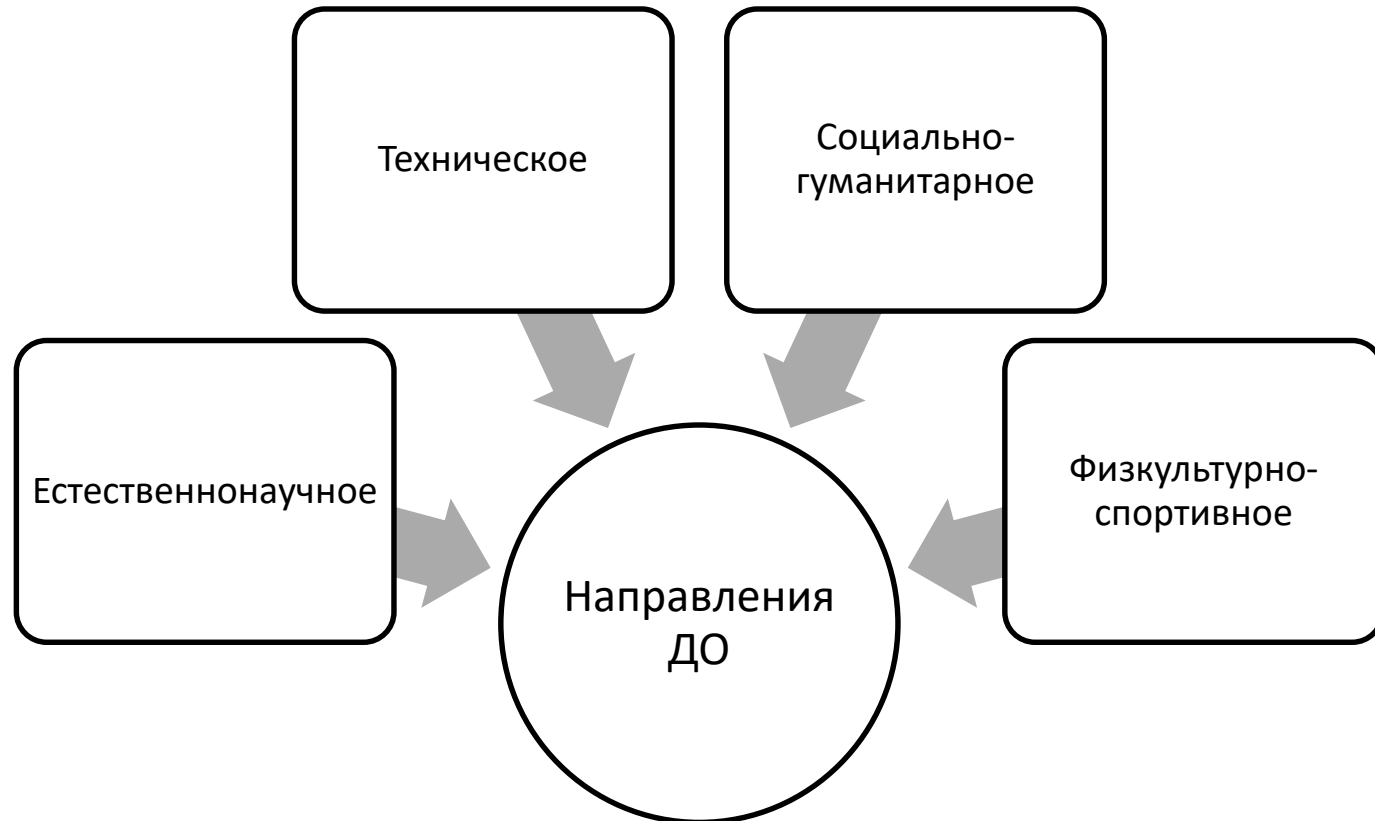 Техническое
Социально-
гуманитарное
Естественнонаучное
Физкультурно-
спортивное
Направления
ДО